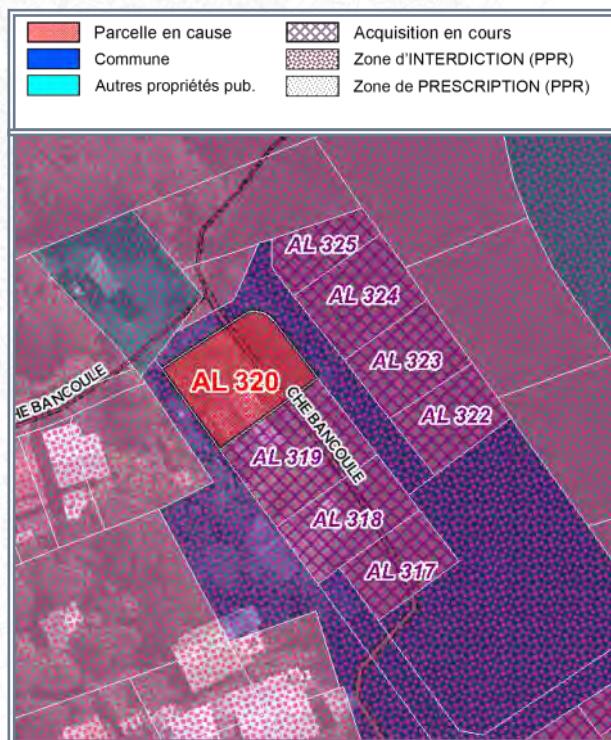 Parcelle en cause
Acquisition en cours
Commune
Zone d'INTERDICTION (PPR)
Autres propriétés pub.
Zone de PRESCRIPTION (PPR)
AL 325
AL 324
AL 323
AL 322
AL 320
CHE BANCOULE
HE BANCOULE
AL 319
AL 318
AL 317